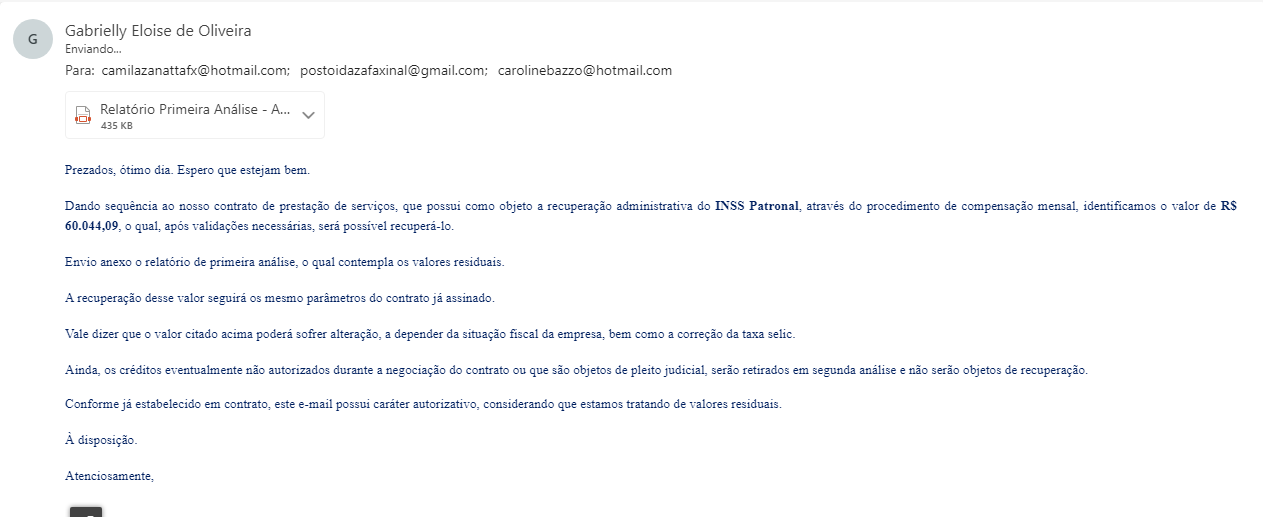 G
Gabrielly Eloise de Oliveira
Enviando...
Para: camilazanattafx@hotmail.com; postoidazafaxinal@gmail.com; carolinebazzo@hotmail.com
Relatório Primeira Análise - A...
435 KB
Prezados, ótimo dia. Espero que estejam bem.
Dando sequência ao nosso contrato de prestação de serviços, que possui como objeto a recuperação administrativa do INSS Patronal, através do procedimento de compensação mensal, identificamos o valor de R$
60.044,09, o qual, após validações necessárias, será possível recuperá-lo.
Envio anexo o relatório de primeira análise, o qual contempla os valores residuais.
A recuperação desse valor seguirá os mesmo parâmetros do contrato já assinado.
Vale dizer que o valor citado acima poderá sofrer alteração, a depender da situação fiscal da empresa, bem como a correção da taxa selic.
Ainda, os créditos eventualmente não autorizados durante a negociação do contrato ou que são objetos de pleito judicial, serão retirados em segunda análise e não serão objetos de recuperação.
Conforme já estabelecido em contrato, este e-mail possui caráter autorizativo, considerando que estamos tratando de valores residuais.
À disposição.
Atenciosamente,